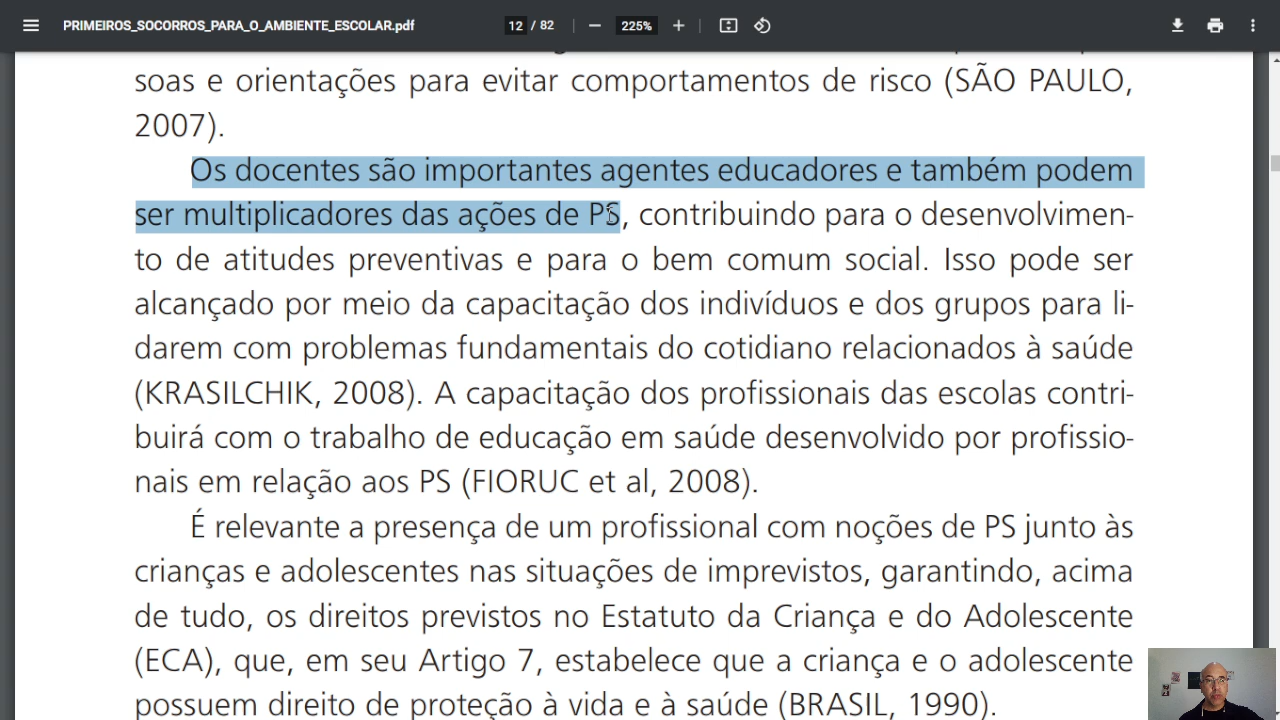 PRIMEIROS_SOCORROS_PARA_O_AMBIENTE_ESCOLAR.pdf
12 / 82
225%
soas e orientações para evitar comportamentos de risco (SÃO PAULO,
2007).
Os docentes são importantes agentes educadores e também podem
ser multiplicadores das ações de PS, contribuindo para o desenvolvimen-
to de atitudes preventivas e para o bem comum social. Isso pode ser
alcançado por meio da capacitação dos indivíduos e dos grupos para li-
darem com problemas fundamentais do cotidiano relacionados à saúde
(KRASILCHIK, 2008). A capacitação dos profissionais das escolas contri-
buirá com o trabalho de educação em saúde desenvolvido por profissio-
nais em relação aos PS (FIORUC et al, 2008).
É relevante a presença de um profissional com noções de PS junto às
crianças e adolescentes nas situações de imprevistos, garantindo, acima
de tudo, os direitos previstos no Estatuto da Criança e do Adolescente
(ECA), que, em seu Artigo 7, estabelece que a criança e o adolescente
possuem direito de proteção à vida e à saúde (BRASIL, 1990).